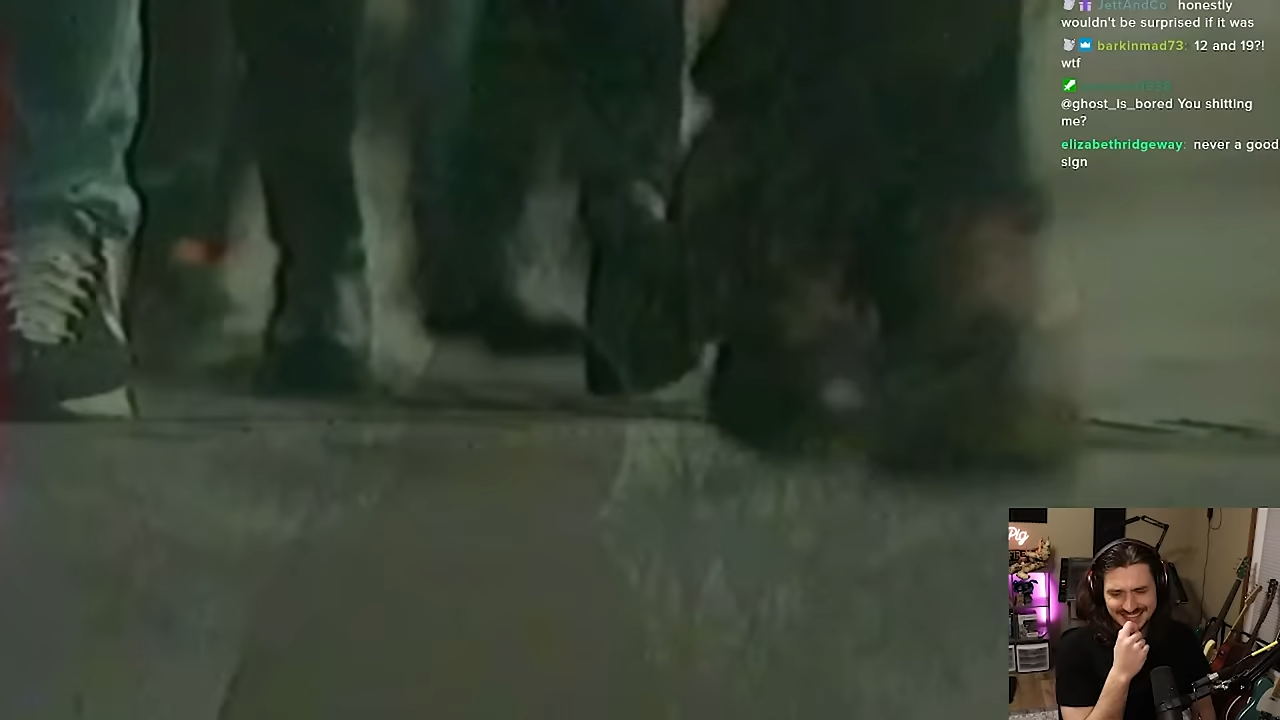 JettAndCo honestly
wouldn't be surprised if it was
barkinmad73: 12 and 19?!
wtf
@ghost_is_bored You shitting
me?
elizabethridgeway: never a good
sign
Pig